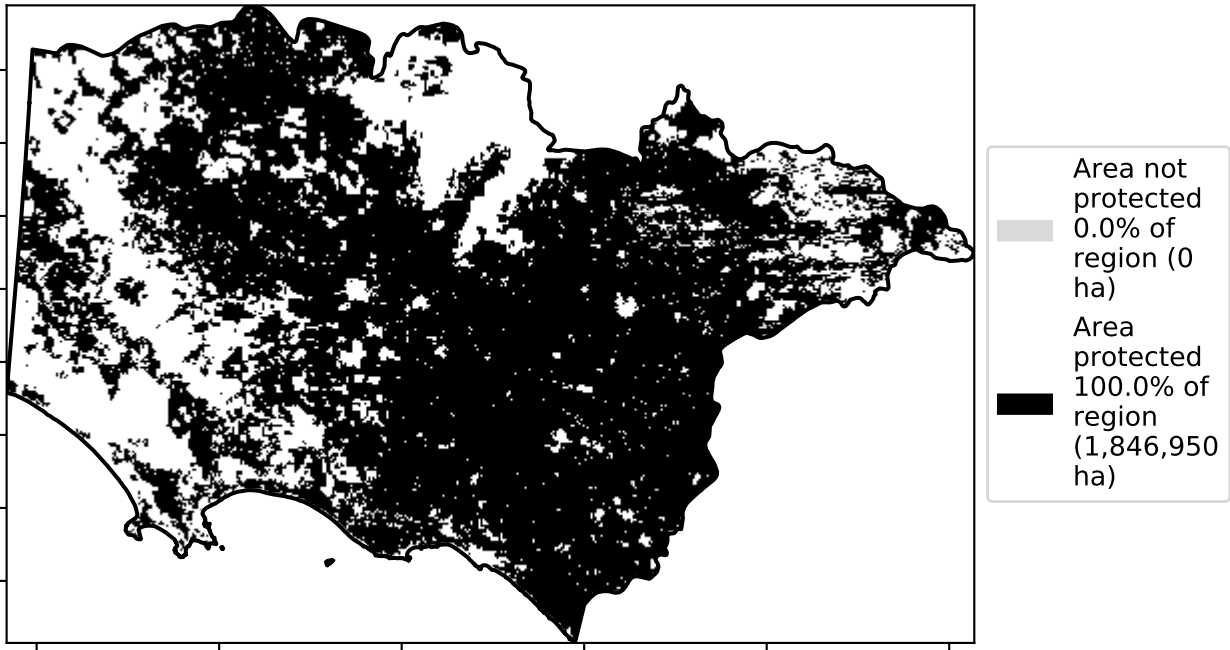 Area not
protected
0.0% of
region (0
ha)
Area
protected
100.0% of
region
(1,846,950
ha)